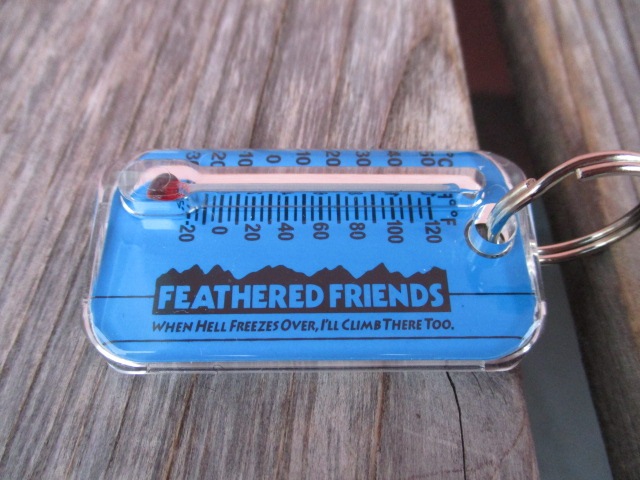 30 20 10 0 10 20 30 40 50 °C
-20 0 20 40 60 80 100 120 °F
FEATHERED FRIENDS
WHEN HELL FREEZES OVER, I'LL CLIMB THERE TOO.